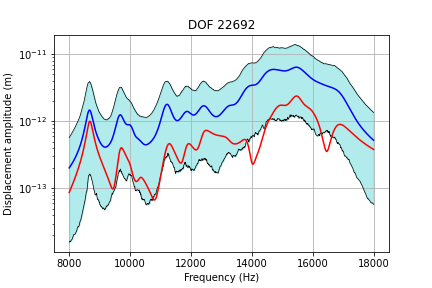 DOF 22692
Displacement amplitude (m)
10⁻¹¹
10⁻¹²
10⁻¹³
8000 10000 12000 14000 16000 18000
Frequency (Hz)